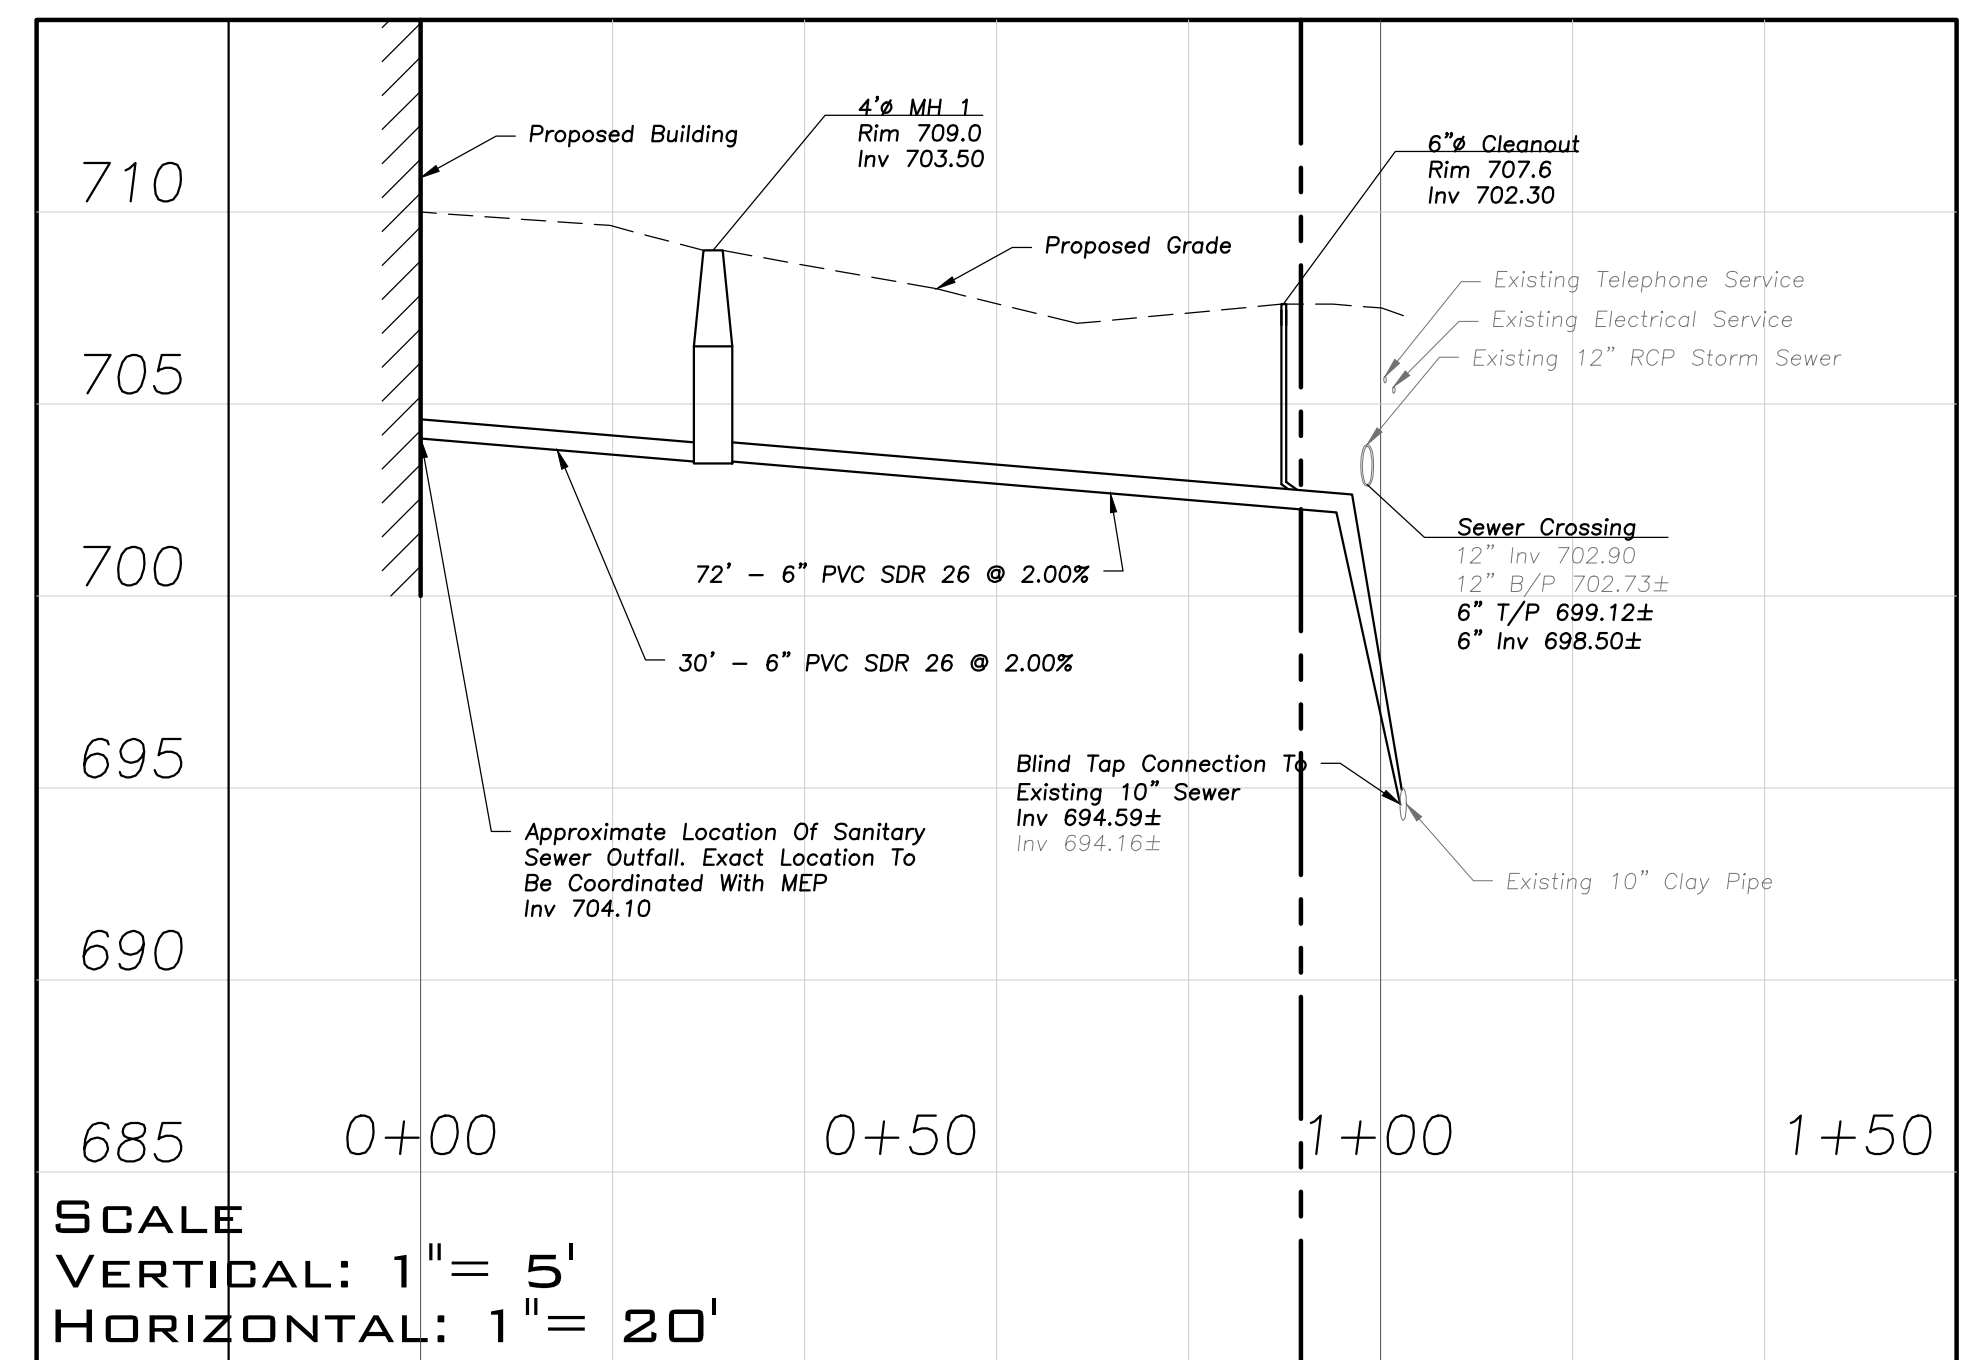 4'ø MH 1
Rim 709.0
Inv 703.50
Proposed Building
6"ø Cleanout
Rim 707.6
Inv 702.30
710
Proposed Grade
Existing Telephone Service
Existing Electrical Service
Existing 12" RCP Storm Sewer
705
Sewer Crossing
12" Inv 702.90
12" B/P 702.73±
6" T/P 699.12±
6" Inv 698.50±
700
72' - 6" PVC SDR 26 @ 2.00%
30' - 6" PVC SDR 26 @ 2.00%
695
Blind Tap Connection To
Existing 10" Sewer
Inv 694.59±
Inv 694.16±
Approximate Location Of Sanitary
Sewer Outfall. Exact Location To
Be Coordinated With MEP
Inv 704.10
Existing 10" Clay Pipe
690
685
0+00
0+50
1+00
1+50
SCALE
VERTICAL: 1"= 5'
HORIZONTAL: 1"= 20'